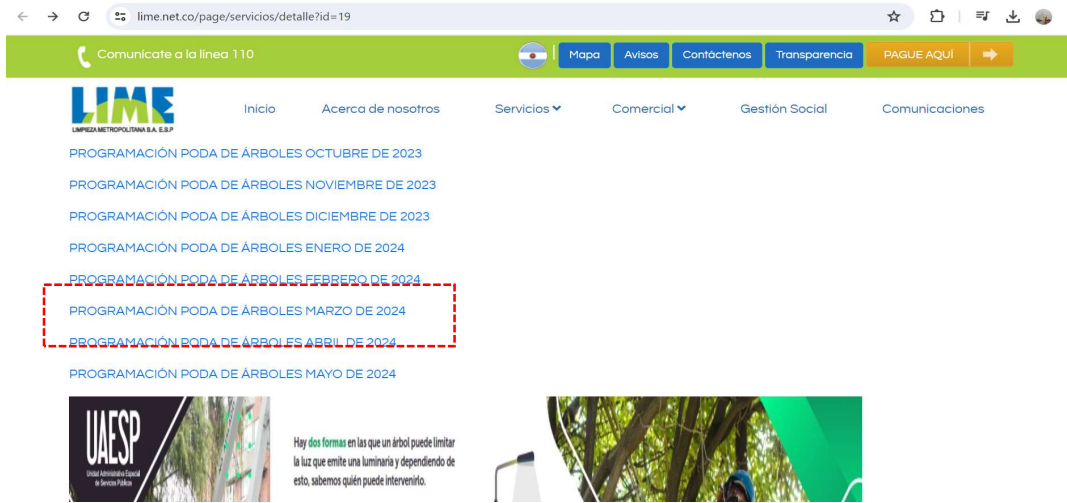 lime.net.co/page/servicios/detalle?id=19
Comunícate a la línea 110
Mapa
Avisos
Contáctenos
Transparencia
PAGUE AQUÍ
LIME
LIMPIEZA METROPOLITANA S.A. E.S.P
Inicio
Acerca de nosotros
Servicios
Comercial
Gestión Social
Comunicaciones
PROGRAMACIÓN PODA DE ÁRBOLES OCTUBRE DE 2023
PROGRAMACIÓN PODA DE ÁRBOLES NOVIEMBRE DE 2023
PROGRAMACIÓN PODA DE ÁRBOLES DICIEMBRE DE 2023
PROGRAMACIÓN PODA DE ÁRBOLES ENERO DE 2024
PROGRAMACIÓN PODA DE ÁRBOLES FEBRERO DE 2024
PROGRAMACIÓN PODA DE ÁRBOLES MARZO DE 2024
PROGRAMACIÓN PODA DE ÁRBOLES ABRIL DE 2024
PROGRAMACIÓN PODA DE ÁRBOLES MAYO DE 2024
UAESP
Unidad Administrativa Especial
de Servicios Públicos
Hay dos formas en las que un árbol puede limitar
la luz que emite una luminaria y dependiendo de
esto, sabemos quién puede intervenirlo.